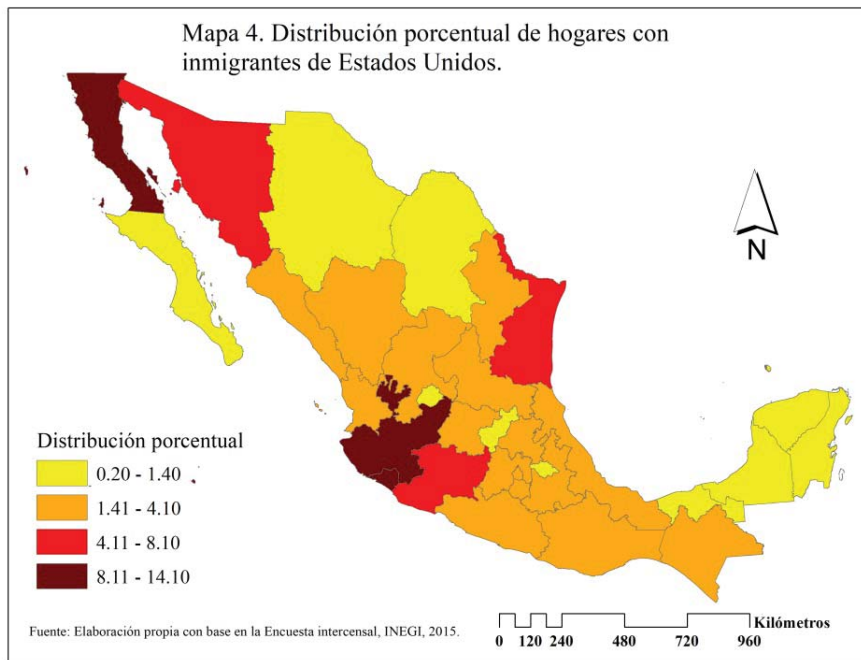 Mapa 4. Distribución porcentual de hogares con
inmigrantes de Estados Unidos.
N
Distribución porcentual
0.20 - 1.40
1.41 - 4.10
4.11 - 8.10
8.11 - 14.10
Fuente: Elaboración propia con base en la Encuesta intercensal, INEGI, 2015.
Kilómetros
0 120 240 480 720 960